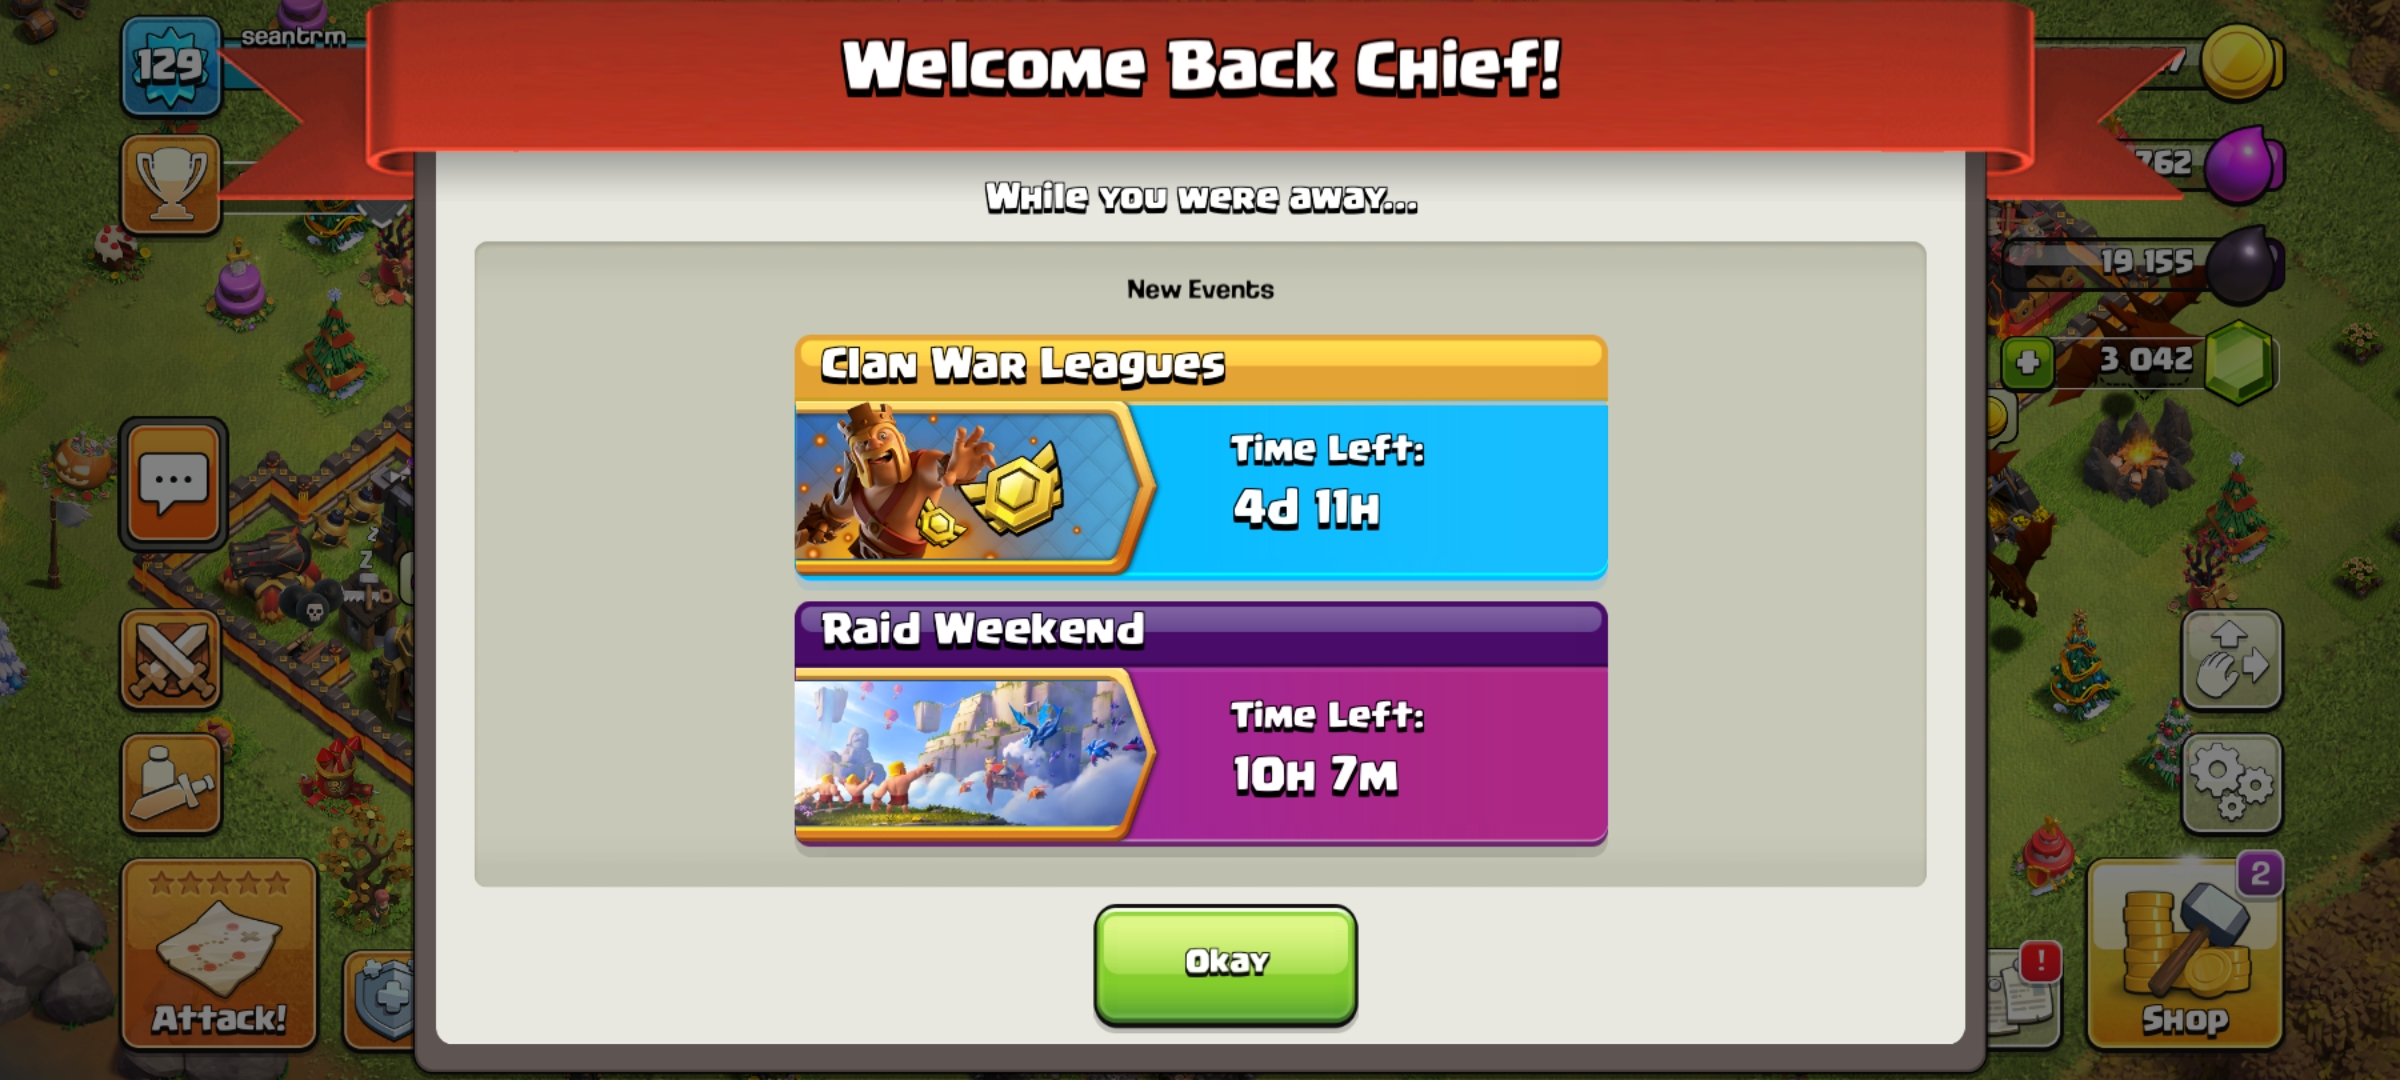 Welcome Back Chief!
129
seantrm
762
While you were away...
19 155
New Events
3 042
Clan War Leagues
Time Left:
4d 11H
z
Z
Raid Weekend
Time Left:
10H 7M
2
Okay
!
Attack!
Shop